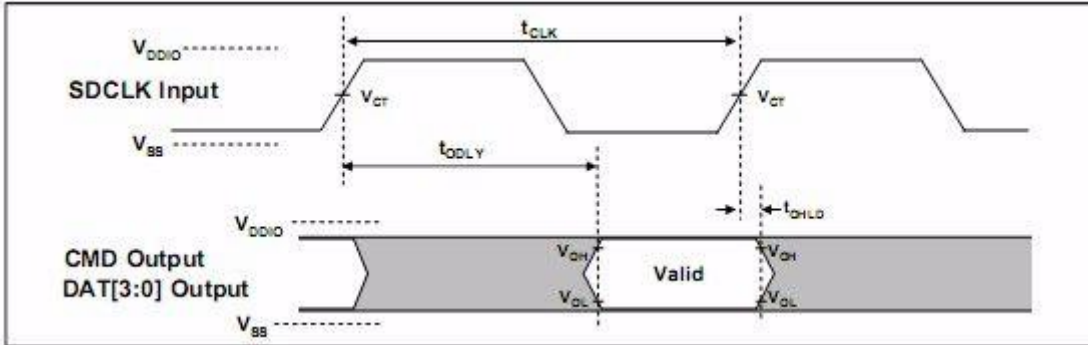 tCLK
VDDIO
SDCLK Input
VCT
VCT
VSS
tODLY
tOHLD
VDDIO
CMD Output
DAT[3:0] Output
VOH
VOH
Valid
VOL
VOL
VSS